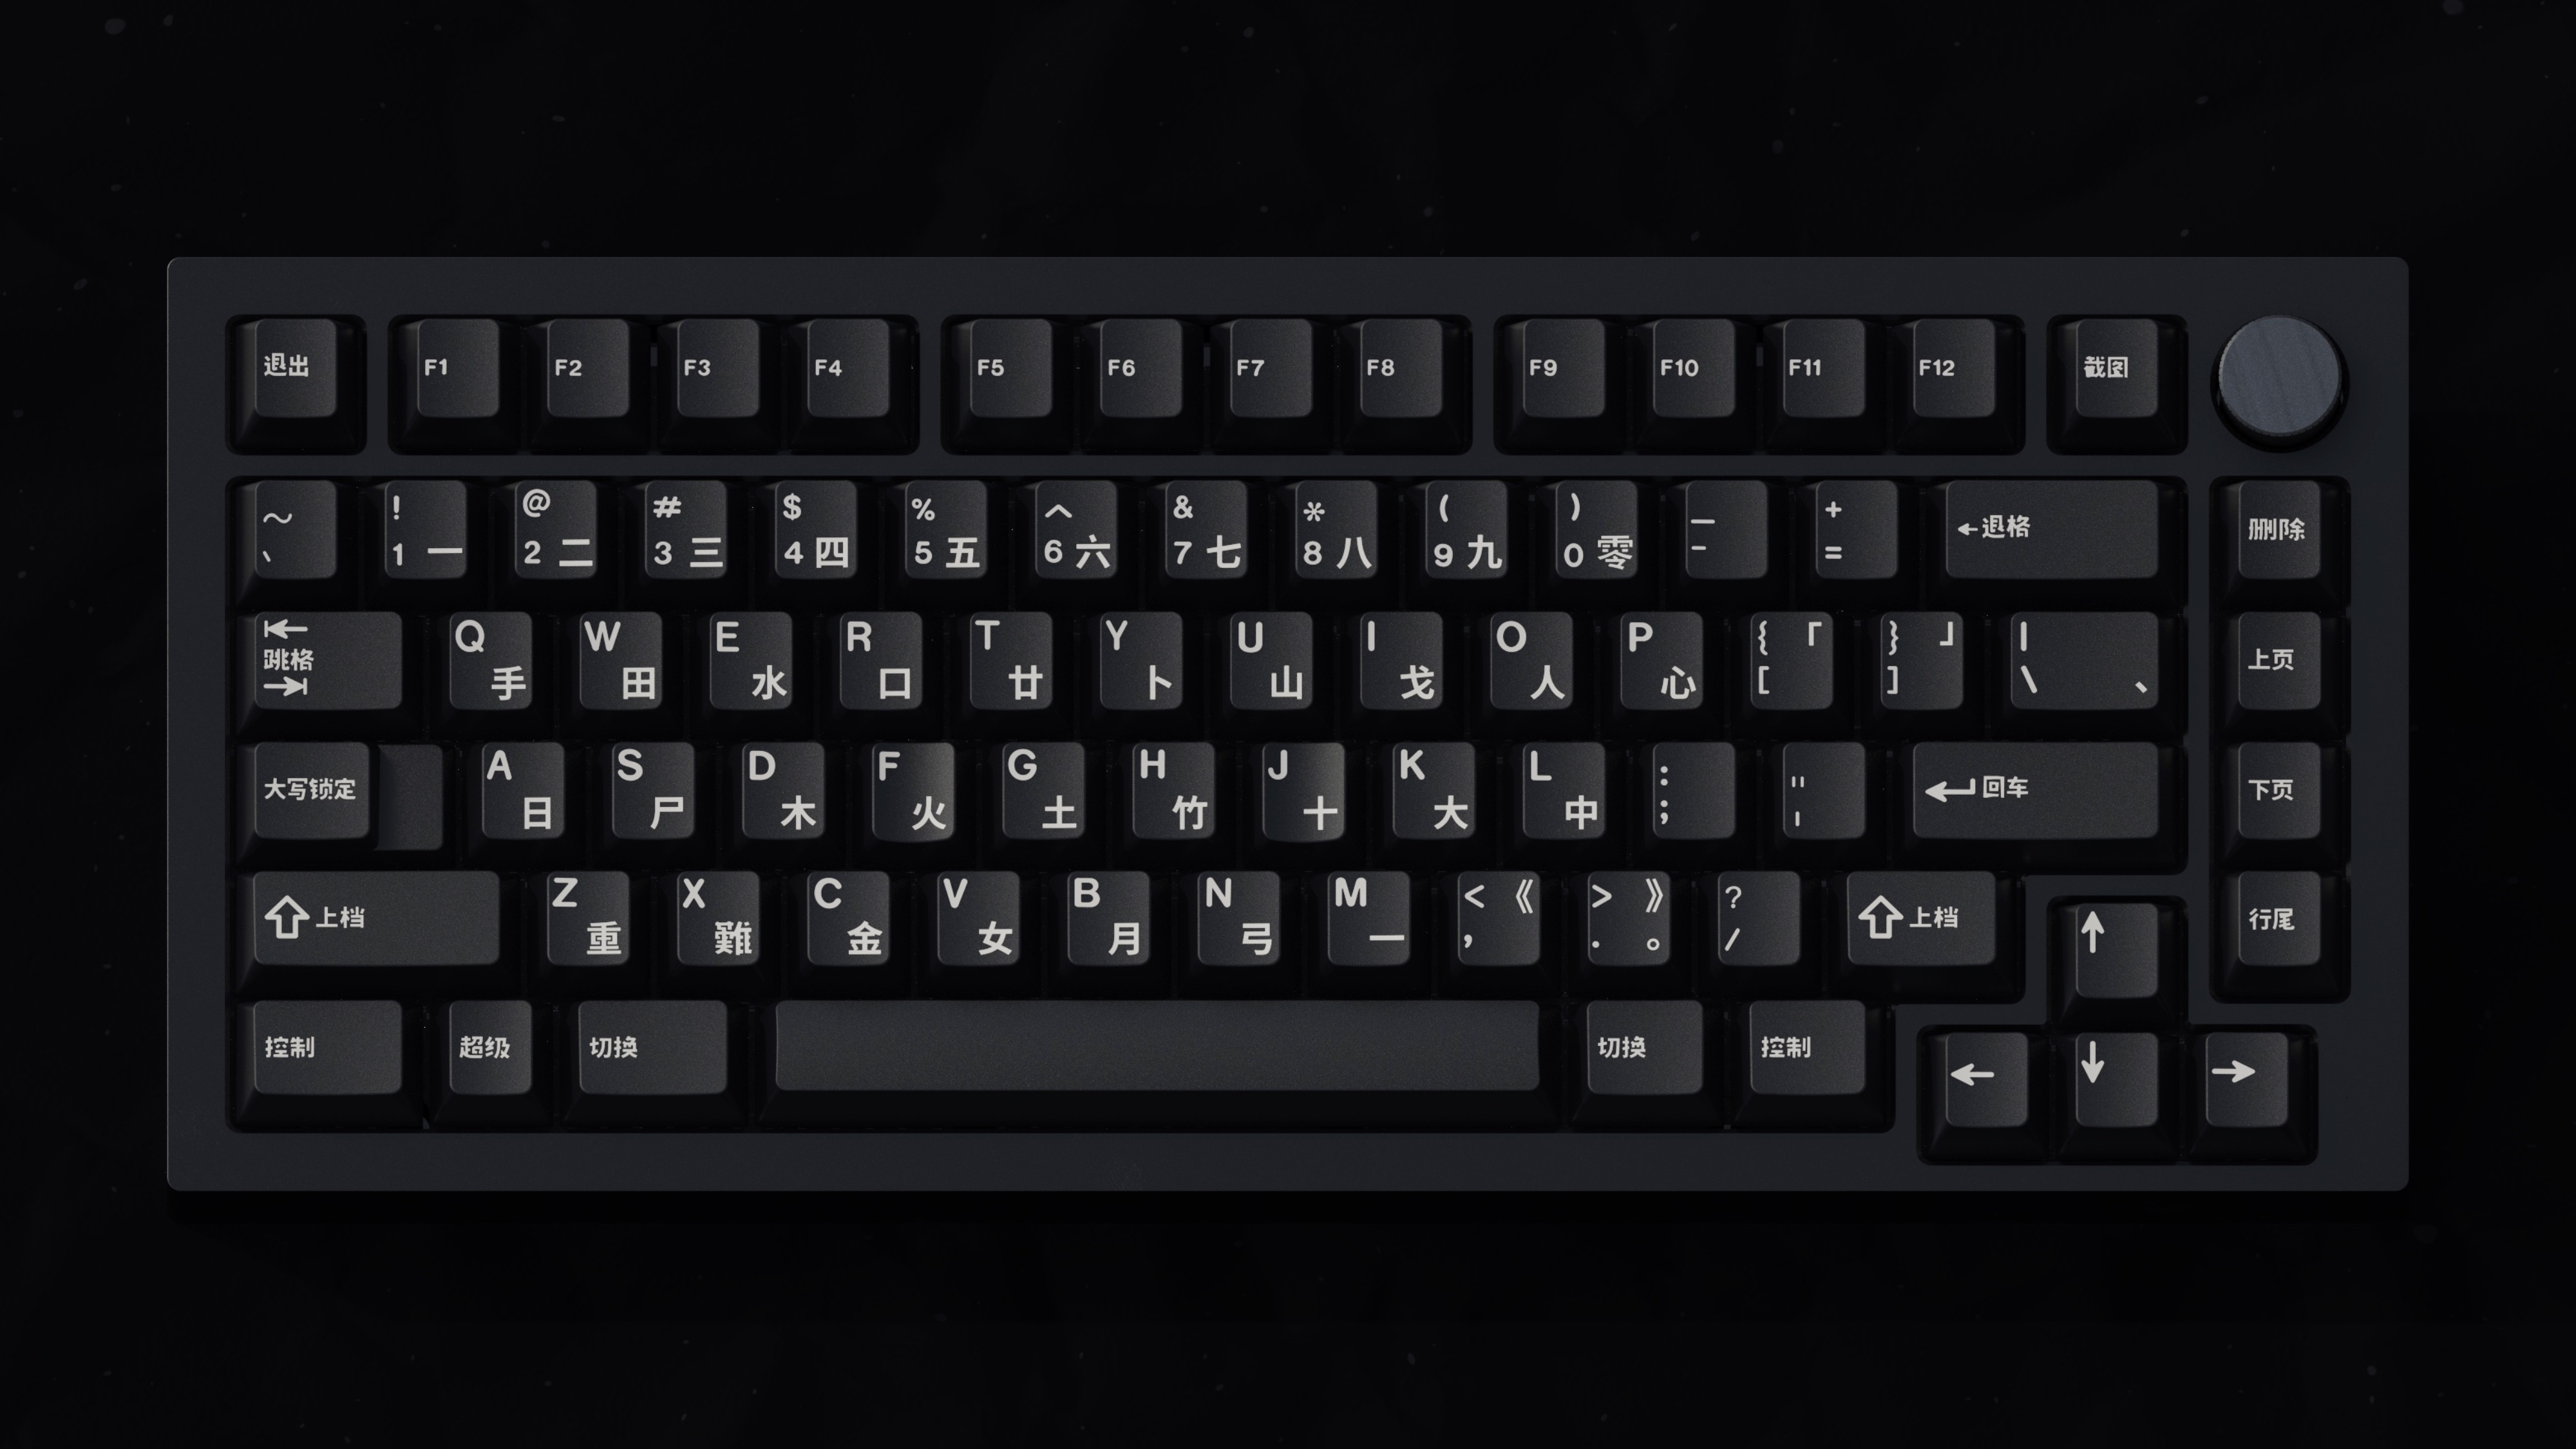 退出 F1 F2 F3 F4 F5 F6 F7 F8 F9 F10 F11 F12 截图
~ ! @ # $ % ^ & * ( ) — +
` 1 一 2 二 3 三 4 四 5 五 6 六 7 七 8 八 9 九 0 零 - = ←退格 删除
⇤ Q W E R T Y U I O P { 「 } 」 |
跳格 上页
⇥ 手 田 水 口 廿 卜 山 戈 人 心 [ ] \ 、
A S D F G H J K L : "
大写锁定 ↵回车 下页
日 尸 木 火 土 竹 十 大 中 ; '
Z X C V B N M < 《 > 》 ?
⇧上档 ⇧上档 ↑ 行尾
重 難 金 女 月 弓 一 , . 。 /
控制 超级 切换 切换 控制 ← ↓ →